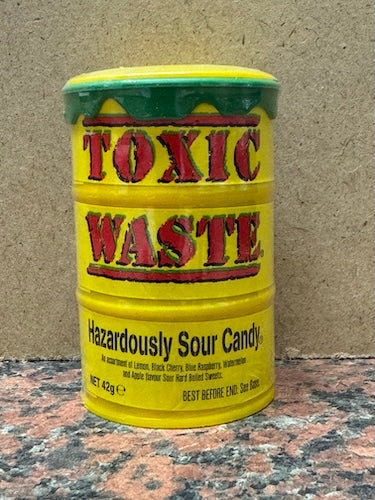 TOXIC
WASTE
Hazardously Sour Candy®
An assortment of Lemon, Black Cherry, Blue Raspberry, Watermelon
and Apple flavour Sour Hard Boiled Sweets.
NET 42g℮
BEST BEFORE END: See Base.